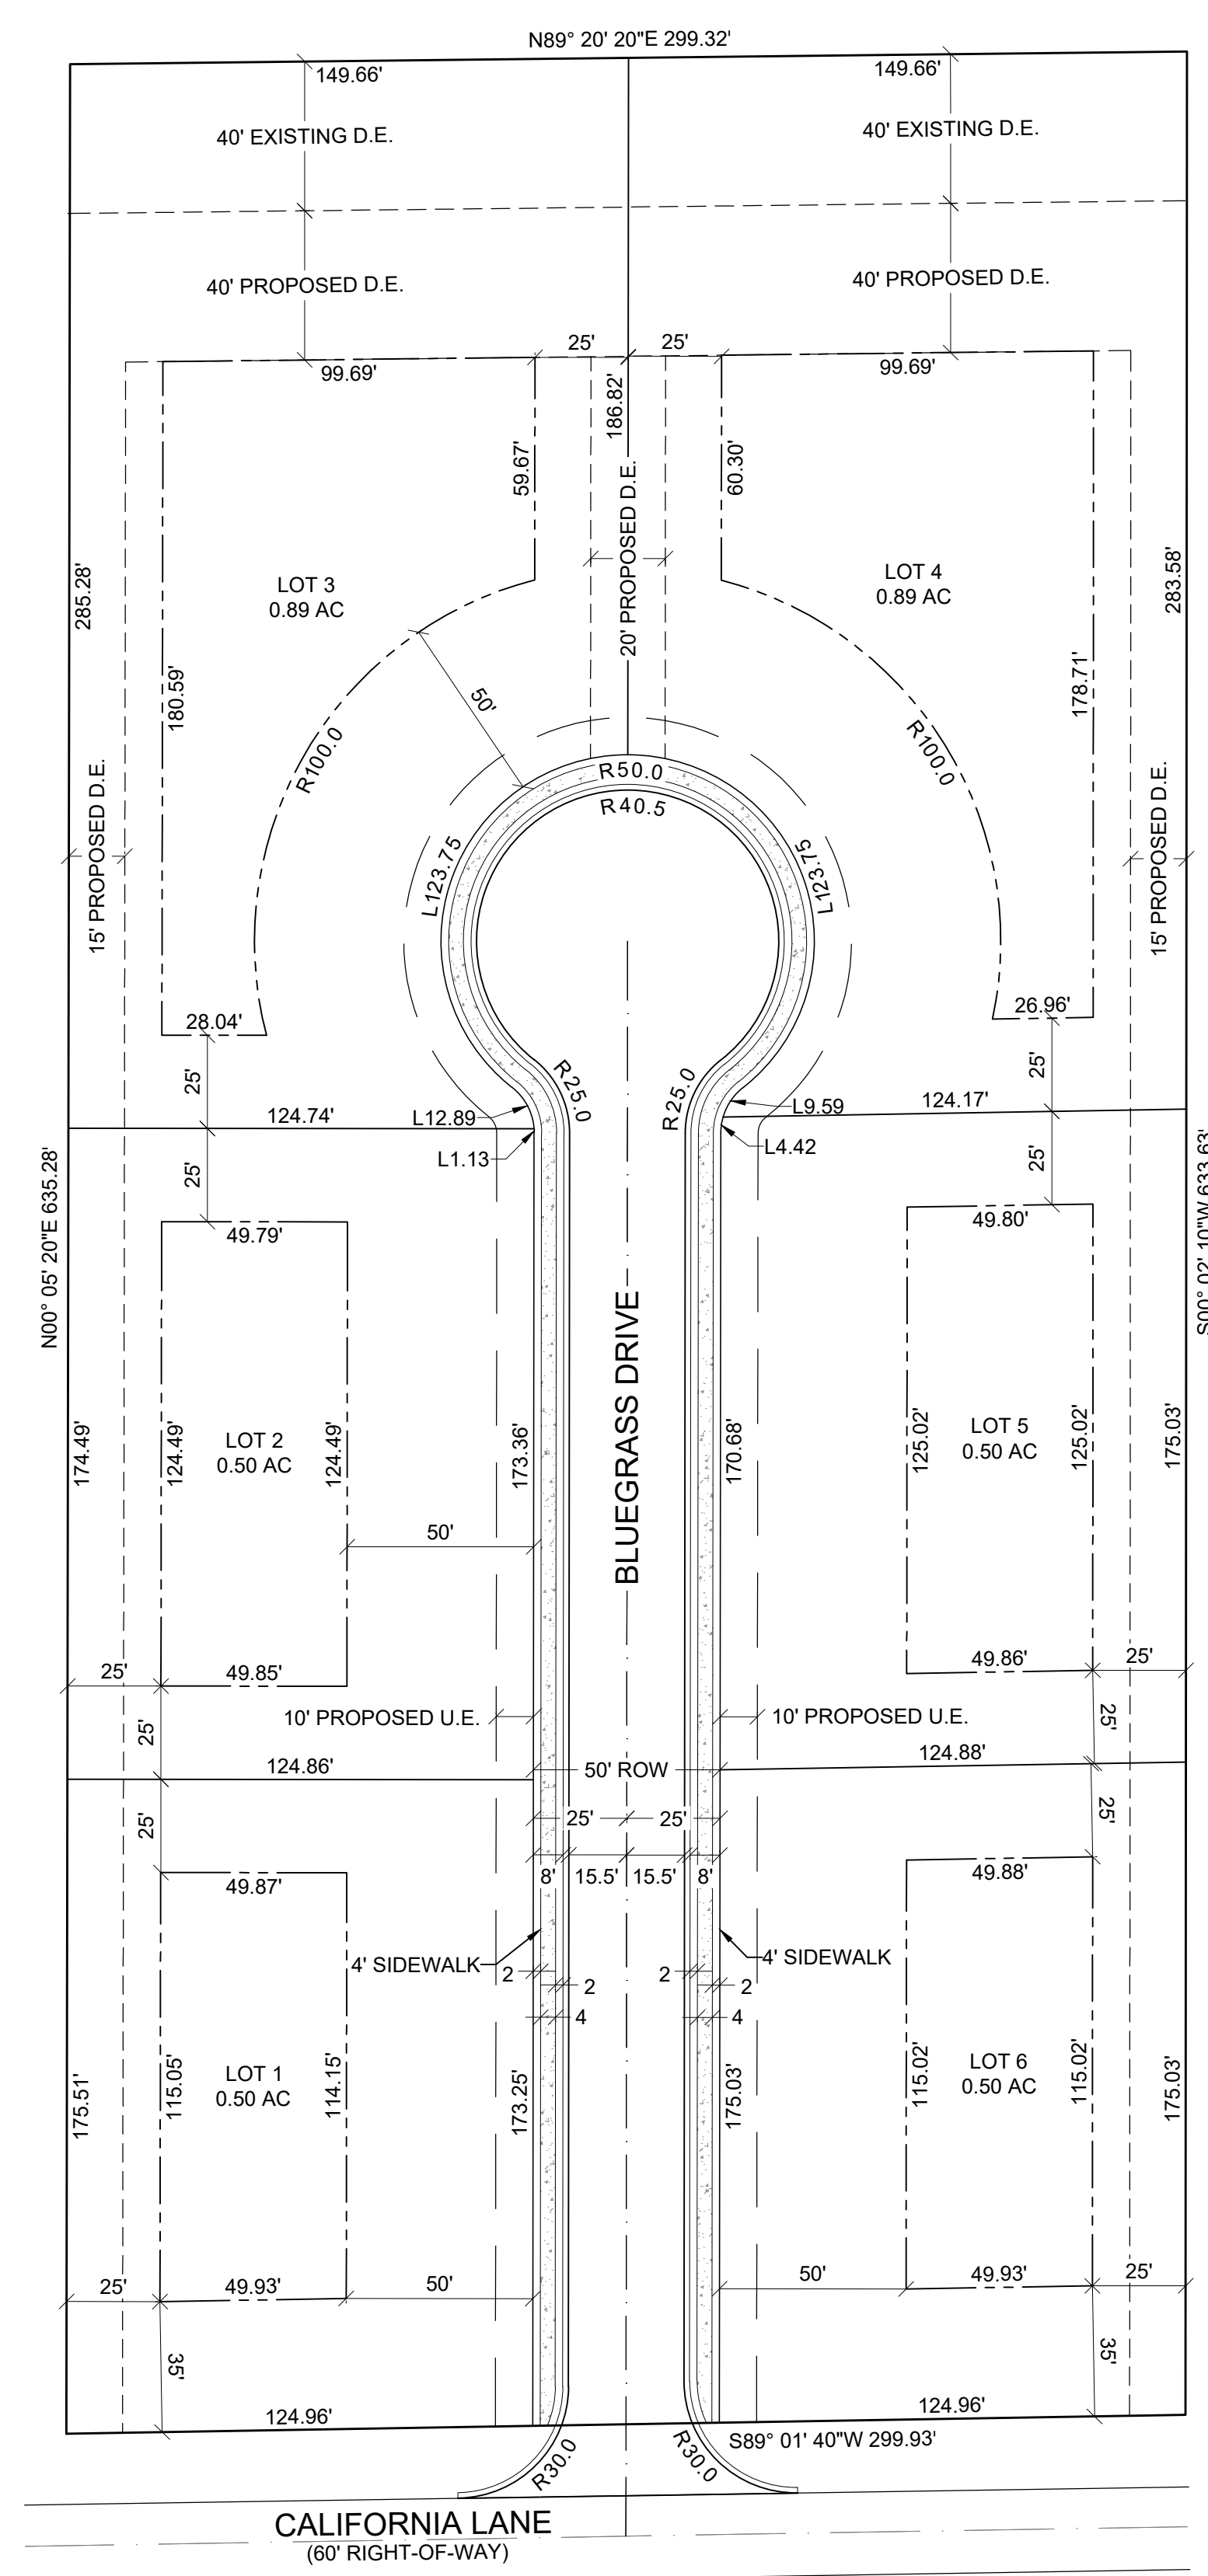 N89° 20' 20"E 299.32'
149.66'
149.66'
40' EXISTING D.E.
40' EXISTING D.E.
40' PROPOSED D.E.
40' PROPOSED D.E.
25'
25'
99.69'
99.69'
186.82'
59.67'
60.30'
20' PROPOSED D.E.
LOT 3
0.89 AC
LOT 4
0.89 AC
285.28'
283.58'
180.59'
178.71'
50'
R100.0
R100.0
15' PROPOSED D.E.
15' PROPOSED D.E.
R50.0
R40.5
L123.75
L123.75
28.04'
26.96'
25'
25'
R25.0
R25.0
124.74'
L12.89
L9.59
124.17'
L1.13
L4.42
25'
25'
N00° 05' 20"E 635.28'
S00° 02' 10"W 633.63'
49.79'
49.80'
BLUEGRASS DRIVE
174.49'
124.49'
LOT 2
0.50 AC
124.49'
173.36'
170.68'
125.02'
LOT 5
0.50 AC
125.02'
175.03'
50'
25'
49.85'
49.86'
25'
10' PROPOSED U.E.
10' PROPOSED U.E.
25'
25'
124.86'
50' ROW
124.88'
25'
25'
25'
25'
8'
15.5'
15.5'
8'
49.87'
49.88'
4' SIDEWALK
4' SIDEWALK
2
2
2
2
4
4
175.51'
115.05'
LOT 1
0.50 AC
114.15'
173.25'
175.03'
115.02'
LOT 6
0.50 AC
115.02'
175.03'
25'
49.93'
50'
50'
49.93'
25'
35'
35'
124.96'
124.96'
S89° 01' 40"W 299.93'
R30.0
R30.0
CALIFORNIA LANE
(60' RIGHT-OF-WAY)